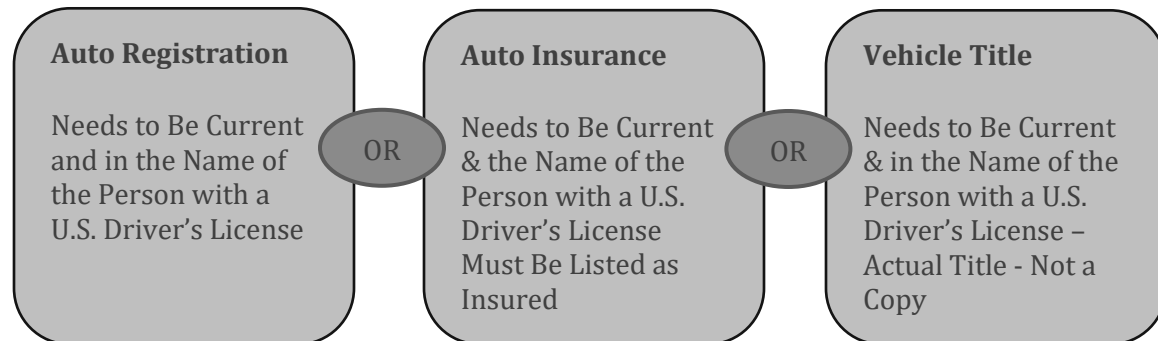 Auto Registration
Needs to Be Current
and in the Name of
the Person with a
U.S. Driver’s License
OR
Auto Insurance
Needs to Be Current
& the Name of the
Person with a U.S.
Driver’s License
Must Be Listed as
Insured
OR
Vehicle Title
Needs to Be Current
& in the Name of the
Person with a U.S.
Driver’s License –
Actual Title - Not a
Copy